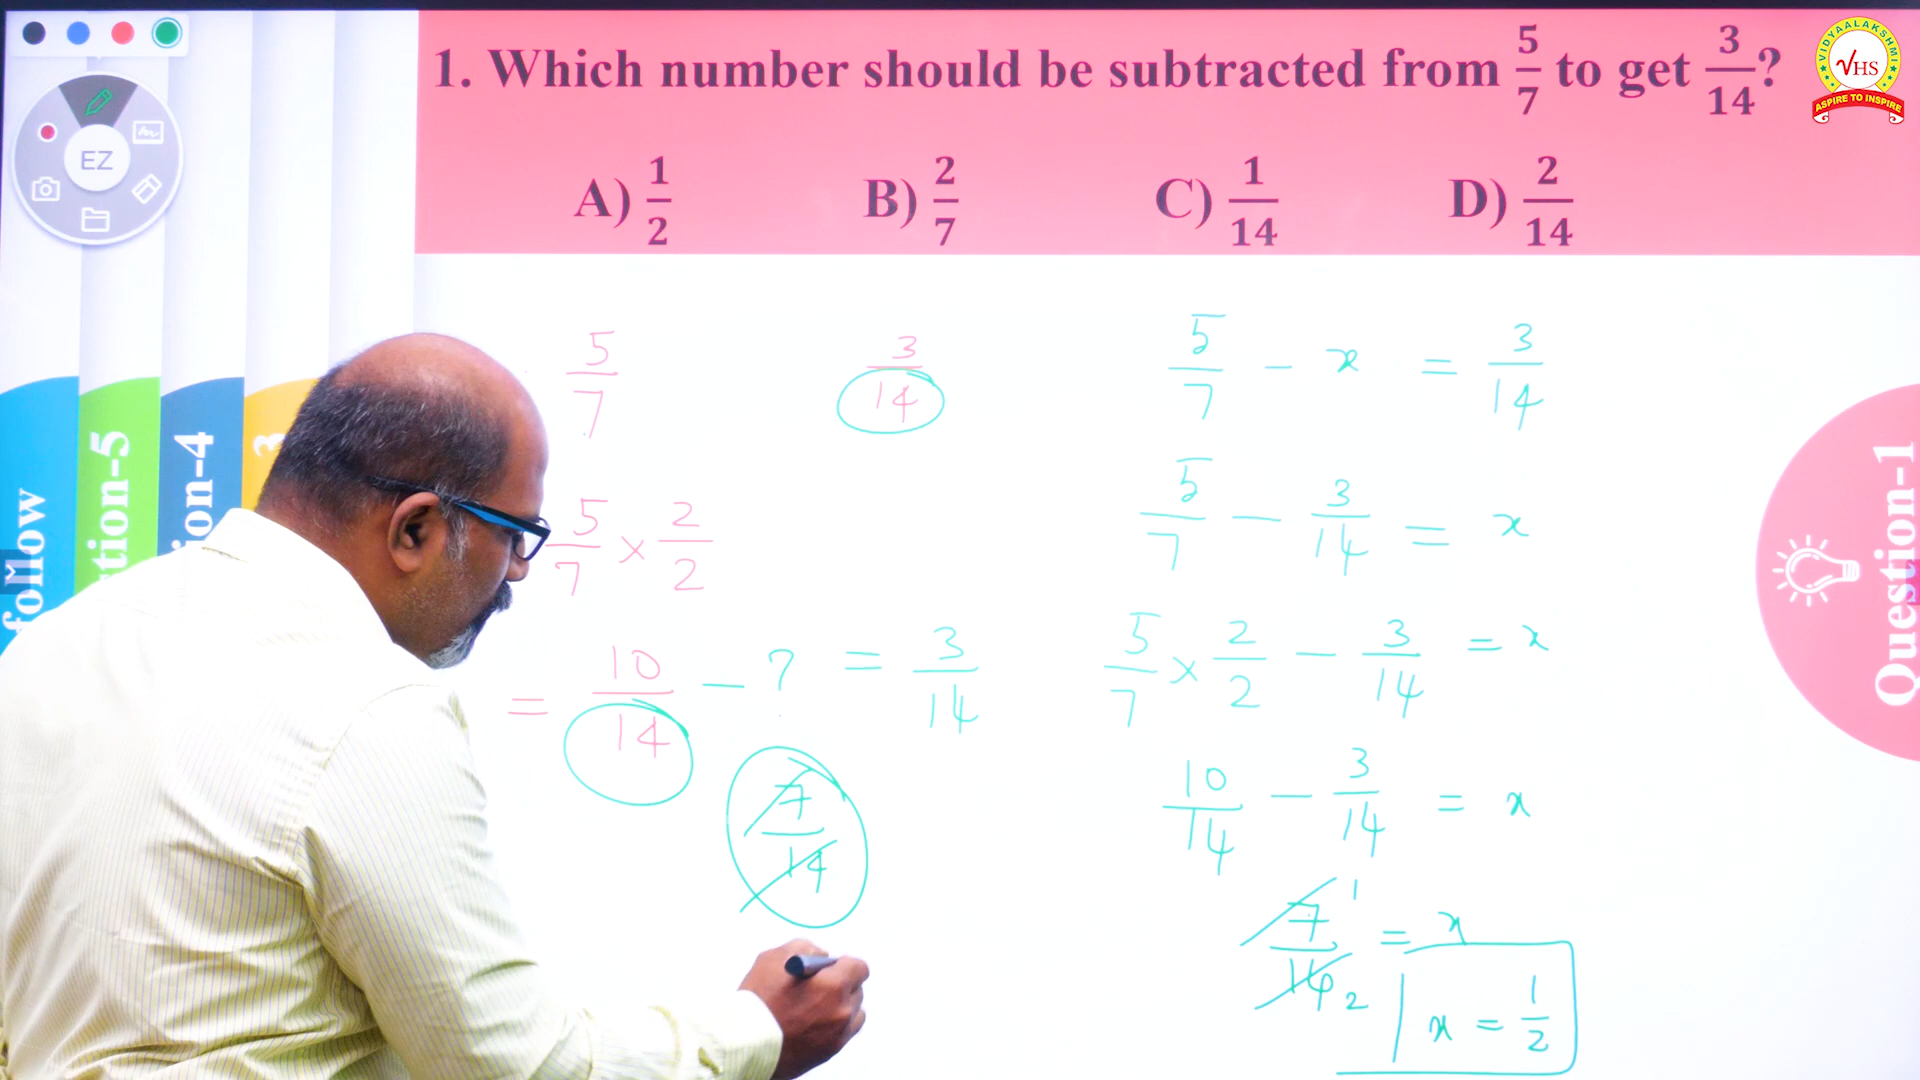 1. Which number should be subtracted from 5/7 to get 3/14?
A) 1/2 B) 2/7 C) 1/14 D) 2/14
VIDYAALAKSHMI
√HS
ASPIRE TO INSPIRE
EZ
follow
tion-5
ion-4
3
Question-1
5/7
3/14
5/7 × 2/2
= 10/14 - ? = 3/14
7/14
5/7 - x = 3/14
5/7 - 3/14 = x
5/7 × 2/2 - 3/14 = x
10/14 - 3/14 = x
7/14 1 2 = x
x = 1/2